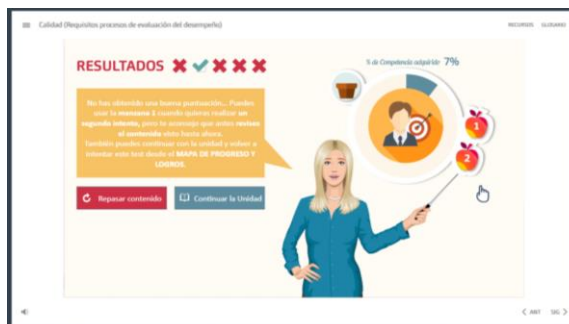 Calidad (Requisitos procesos de evaluación del desempeño)
RECURSOS GLOSARIO
RESULTADOS
% de Competencia adquirida: 7%
No has obtenido una buena puntuación... Puedes
usar la manzana 1 cuando quieras realizar un
segundo intento, pero te aconsejo que antes revises
el contenido visto hasta ahora.
También puedes continuar con la unidad y volver a
intentar este test desde el MAPA DE PROGRESO Y
LOGROS.
1
2
Repasar contenido
Continuar la Unidad
ANT SIG